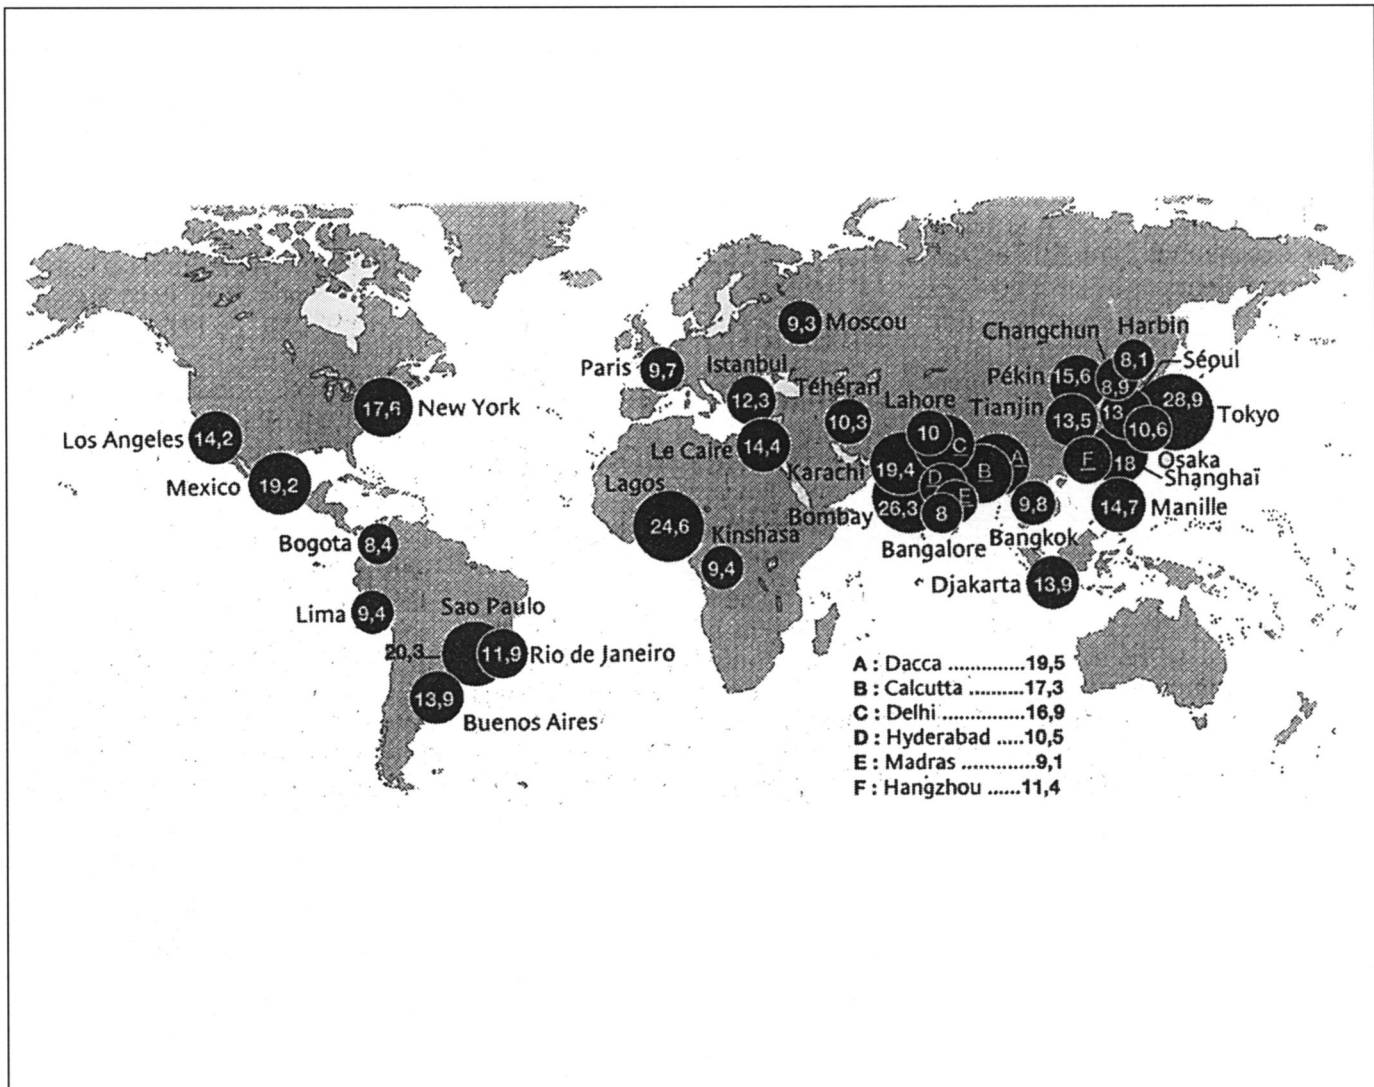 9,3 Moscou
Changchun
Harbin
8,1
Séoul
Paris 9,7
Istanbul
12,3
Téhéran
10,3
Pékin 15,6
8,9
28,9
Tokyo
17,6 New York
Lahore
10
Tianjin 13,5
13
10,6
Los Angeles 14,2
Le Caire 14,4
C
A
B
F
18
Osaka
Shanghaï
Mexico 19,2
Karachi 19,4
D
E
Lagos
24,6
Bombay 26,3
8
9,8
14,7 Manille
Kinshasa
9,4
Bangalore
Bangkok
Bogota 8,4
Djakarta 13,9
Lima 9,4
Sao Paulo
20,3
11,9 Rio de Janeiro
13,9
Buenos Aires
A : Dacca ..............19,5
B : Calcutta ..........17,3
C : Delhi ...............16,9
D : Hyderabad .....10,5
E : Madras .............9,1
F : Hangzhou ......11,4